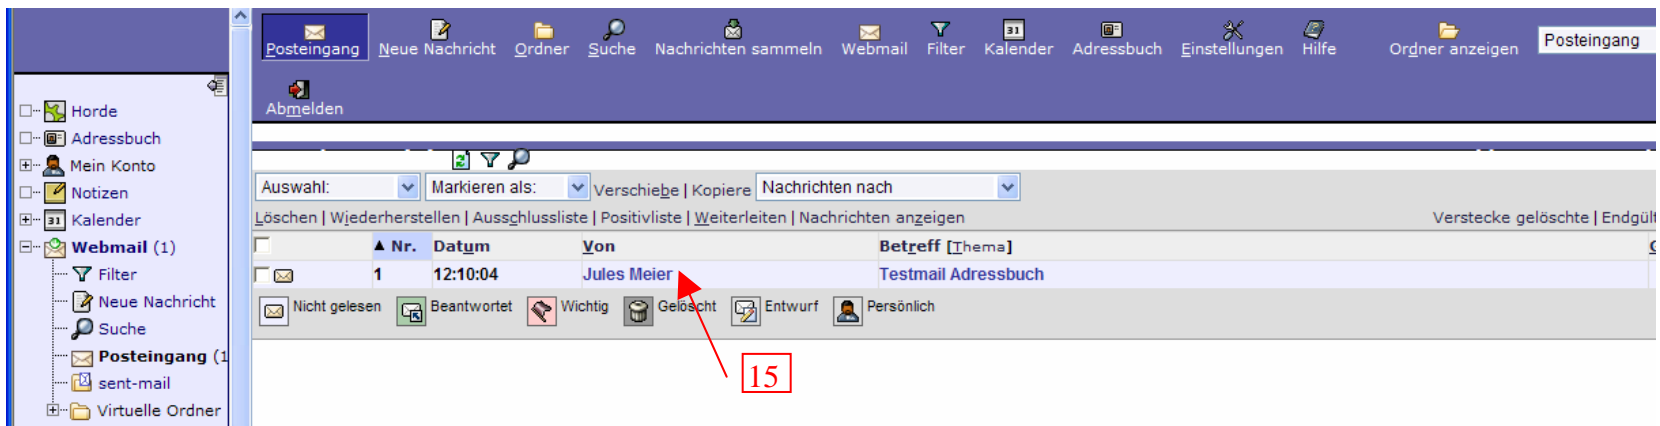 Posteingang Neue Nachricht Ordner Suche Nachrichten sammeln Webmail Filter Kalender Adressbuch Einstellungen Hilfe Ordner anzeigen Posteingang
Abmelden
Horde
Adressbuch
Mein Konto
Notizen
31 Kalender
Webmail (1)
Filter
Neue Nachricht
Suche
Posteingang (1
sent-mail
Virtuelle Ordner
Auswahl: Markieren als: Verschiebe | Kopiere Nachrichten nach
Löschen | Wiederherstellen | Ausschlussliste | Positivliste | Weiterleiten | Nachrichten anzeigen Verstecke gelöschte | Endgült
▲ Nr. Datum Von Betreff [Thema]
1 12:10:04 Jules Meier Testmail Adressbuch
Nicht gelesen Beantwortet Wichtig Gelöscht Entwurf Persönlich
15